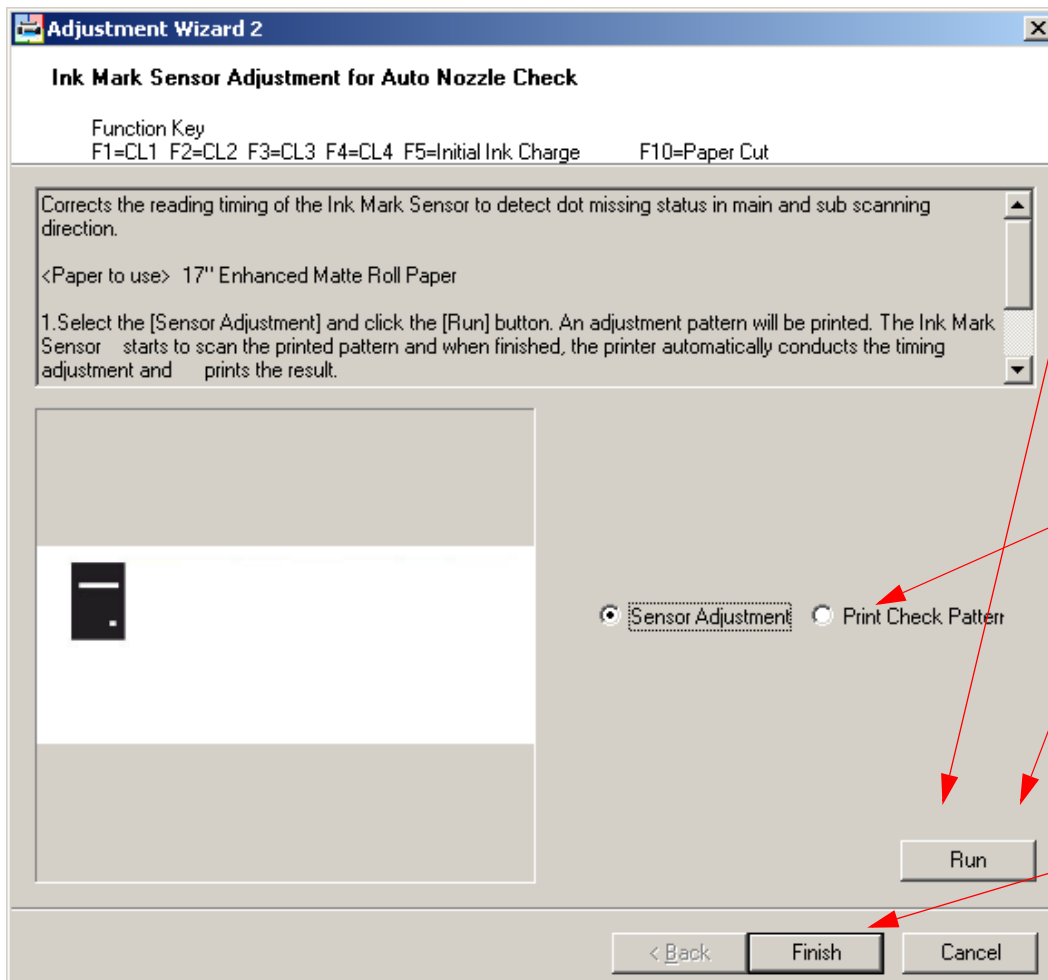 Adjustment Wizard 2
Ink Mark Sensor Adjustment for Auto Nozzle Check
Function Key
F1=CL1 F2=CL2 F3=CL3 F4=CL4 F5=Initial Ink Charge F10=Paper Cut
Corrects the reading timing of the Ink Mark Sensor to detect dot missing status in main and sub scanning
direction.
<Paper to use> 17" Enhanced Matte Roll Paper
1.Select the [Sensor Adjustment] and click the [Run] button. An adjustment pattern will be printed. The Ink Mark
Sensor starts to scan the printed pattern and when finished, the printer automatically conducts the timing
adjustment and prints the result.
Sensor Adjustment Print Check Pattern
Run
< Back Finish Cancel